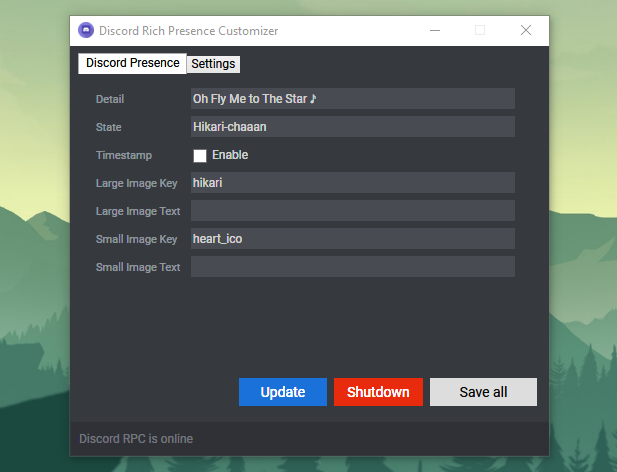 Discord Rich Presence Customizer
Discord Presence Settings
Detail Oh Fly Me to The Star ♪
State Hikari-chaaan
Timestamp Enable
Large Image Key hikari
Large Image Text
Small Image Key heart_ico
Small Image Text
Update Shutdown Save all
Discord RPC is online